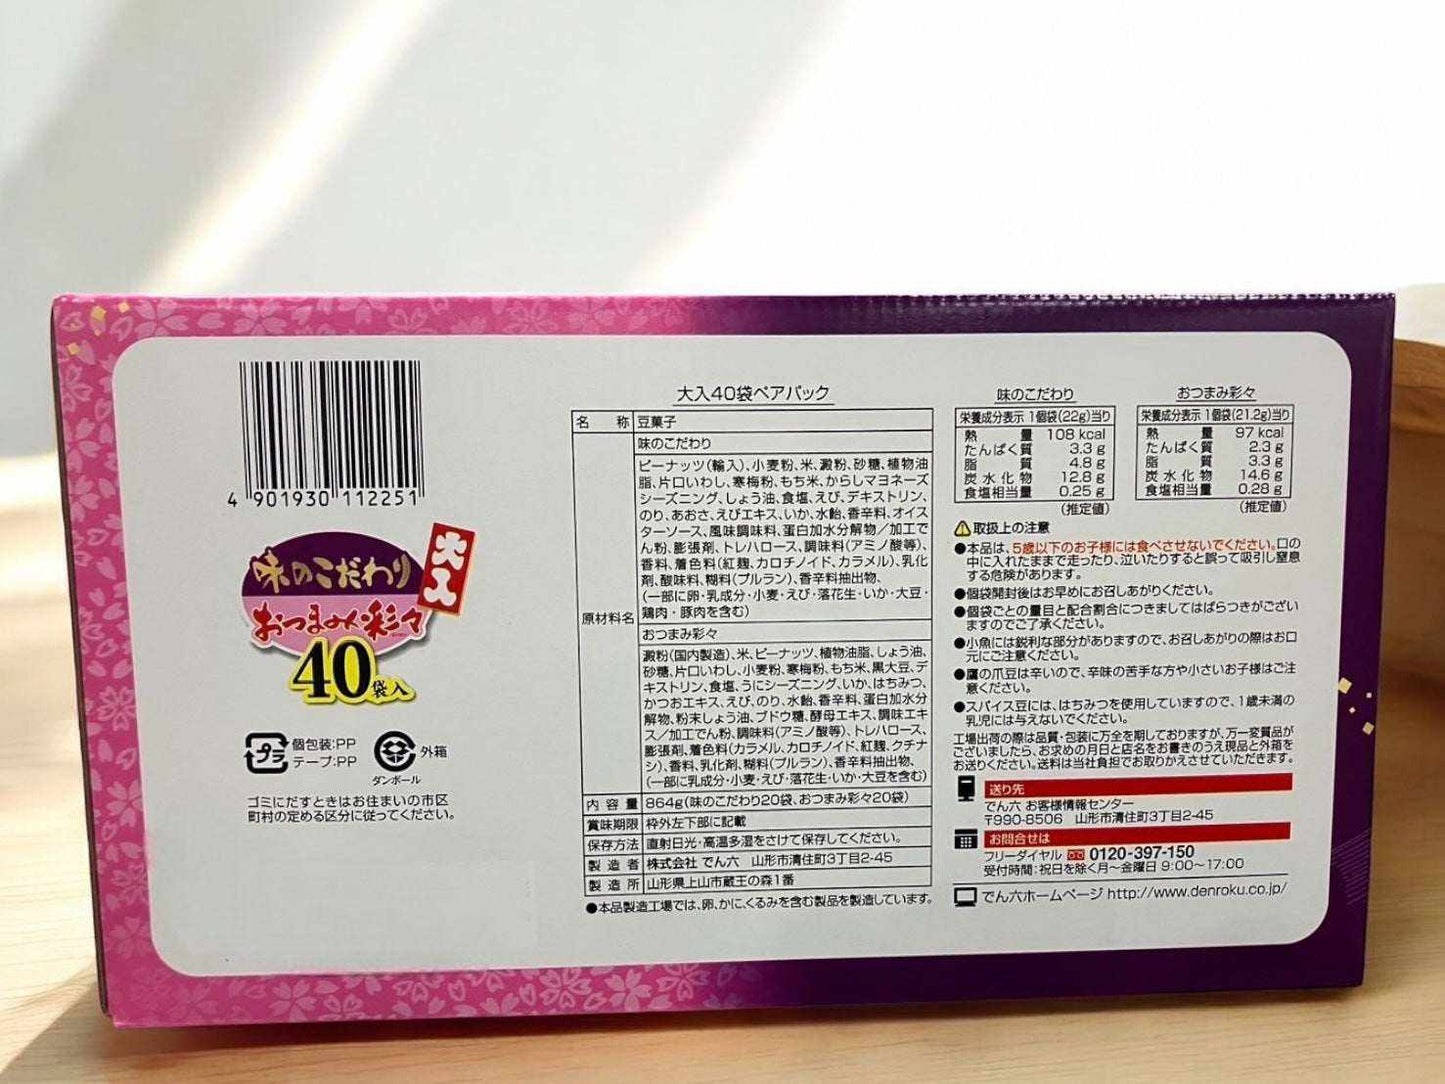 4 901930 112251
味のこだわり
おつまみ彩々
大入
40袋入
プラ
個包装:PP
テープ:PP
外箱
ダンボール
ゴミにだすときはお住まいの市区
町村の定める区分に従ってください。
大入40袋ペアパック
名 称 豆菓子
原材料名
味のこだわり
ピーナッツ(輸入)、小麦粉、米、澱粉、砂糖、植物油
脂、片口いわし、寒梅粉、もち米、からしマヨネーズ
シーズニング、しょう油、食塩、えび、デキストリン、
のり、あおさ、えびエキス、いか、水飴、香辛料、オイス
ターソース、風味調味料、蛋白加水分解物/加工で
ん粉、膨張剤、トレハロース、調味料(アミノ酸等)、
香料、着色料(紅麹、カロチノイド、カラメル)、乳化
剤、酸味料、糊料(プルラン)、香辛料抽出物、
(一部に卵・乳成分・小麦・えび・落花生・いか・大豆・
鶏肉・豚肉を含む)
おつまみ彩々
澱粉(国内製造)、米、ピーナッツ、植物油脂、しょう油、
砂糖、片口いわし、小麦粉、寒梅粉、もち米、黒大豆、デ
キストリン、食塩、うにシーズニング、いか、はちみつ、
かつおエキス、えび、のり、水飴、香辛料、蛋白加水分
解物、粉末しょう油、ブドウ糖、酵母エキス、調味エキ
ス/加工でん粉、調味料(アミノ酸等)、トレハロース、
膨張剤、着色料(カラメル、カロチノイド、紅麹、クチナ
シ)、香料、乳化剤、糊料(プルラン)、香辛料抽出物、
(一部に乳成分・小麦・えび・落花生・いか・大豆を含む)
内容量 864g(味のこだわり20袋、おつまみ彩々20袋)
賞味期限 枠外左下部に記載
保存方法 直射日光・高温多湿をさけて保存してください。
製造者 株式会社 でん六 山形市清住町3丁目2-45
製造所 山形県上山市蔵王の森1番
●本品製造工場では、卵、かに、くるみを含む製品を製造しています。
味のこだわり
栄養成分表示 1個袋(22g)当り
熱量 108 kcal
たんぱく質 3.3 g
脂質 4.8 g
炭水化物 12.8 g
食塩相当量 0.25 g
(推定値)
おつまみ彩々
栄養成分表示 1個袋(21.2g)当り
熱量 97 kcal
たんぱく質 2.3 g
脂質 3.3 g
炭水化物 14.6 g
食塩相当量 0.28 g
(推定値)
取扱上の注意
●本品は、5歳以下のお子様には食べさせないでください。口の
中に入れたままで走ったり、泣いたりすると誤って吸引し窒息
する危険があります。
●個袋開封後はお早めにお召しあがりください。
●個袋ごとの量目と配合割合につきましてはばらつきがござい
ますのでご了承ください。
●小魚には鋭利な部分がありますので、お召しあがりの際はお口
元にご注意ください。
●鷹の爪豆は辛いので、辛味の苦手な方や小さいお子様はご注
意ください。
●スパイス豆には、はちみつを使用していますので、1歳未満の
乳児には与えないでください。
工場出荷の際は品質・包装に万全を期しておりますが、万一変質品が
ございましたら、お求めの月日と店名をお書きのうえ現品と外箱を
お送りください。送料は当社負担でお取りかえさせていただきます。
送り先
でん六 お客様情報センター
〒990-8506 山形市清住町3丁目2-45
お問合せは
フリーダイヤル 0120-397-150
受付時間:祝日を除く月〜金曜日 9:00〜17:00
でん六ホームページ http://www.denroku.co.jp/